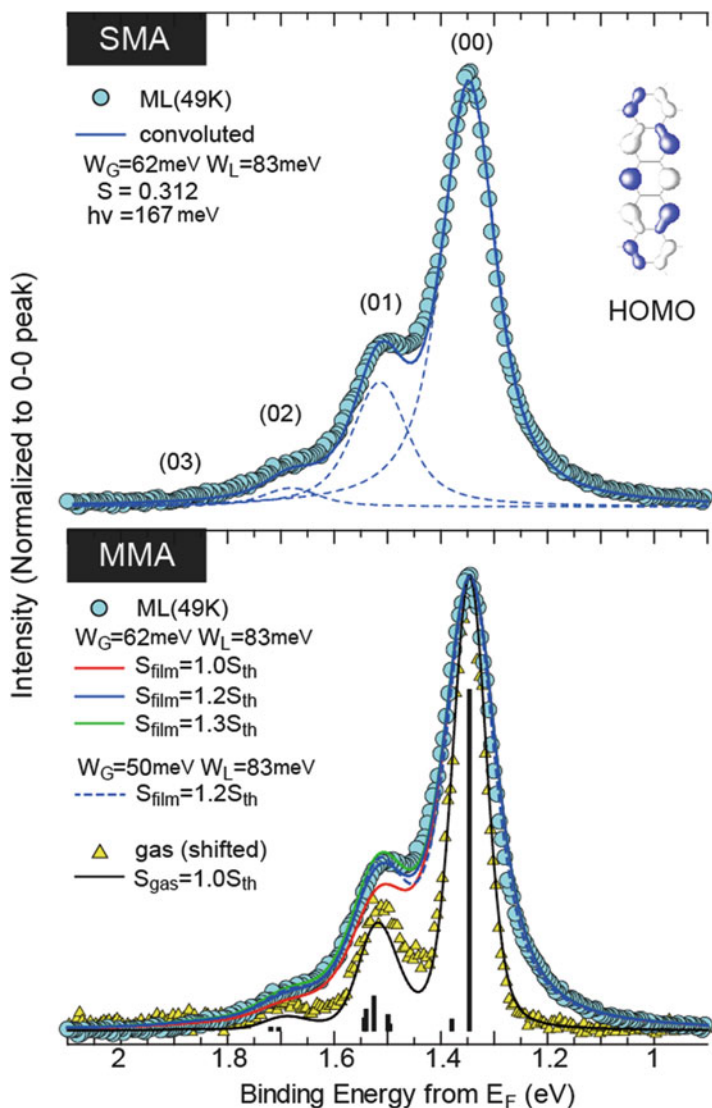 SMA
(00)
ML(49K)
convoluted
W_G=62meV W_L=83meV
S = 0.312
hν =167 meV
(01)
HOMO
(02)
(03)
Intensity (Normalized to 0-0 peak)
MMA
ML(49K)
W_G=62meV W_L=83meV
S_film=1.0S_th
S_film=1.2S_th
S_film=1.3S_th
W_G=50meV W_L=83meV
S_film=1.2S_th
gas (shifted)
S_gas=1.0S_th
2 1.8 1.6 1.4 1.2 1
Binding Energy from E_F (eV)